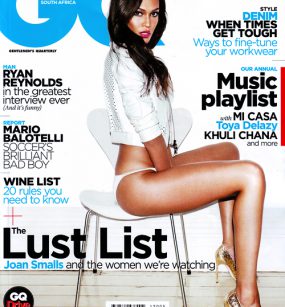 GQ
SOUTH AFRICA
GENTLEMEN'S QUARTERLY
STYLE
DENIM
WHEN TIMES
GET TOUGH
Ways to fine-tune
your workwear
MAN
RYAN
REYNOLDS
in the greatest
interview ever
(And it's funny)
OUR ANNUAL
Music
playlist
with MI CASA
Toya Delazy
KHULI CHANA
and more
REPORT
MARIO
BALOTELLI
SOCCER'S
BRILLIANT
BAD BOY
WINE LIST
20 rules you
need to know
+
The
Lust List
Joan Smalls and the women we're watching
GQ
Drive